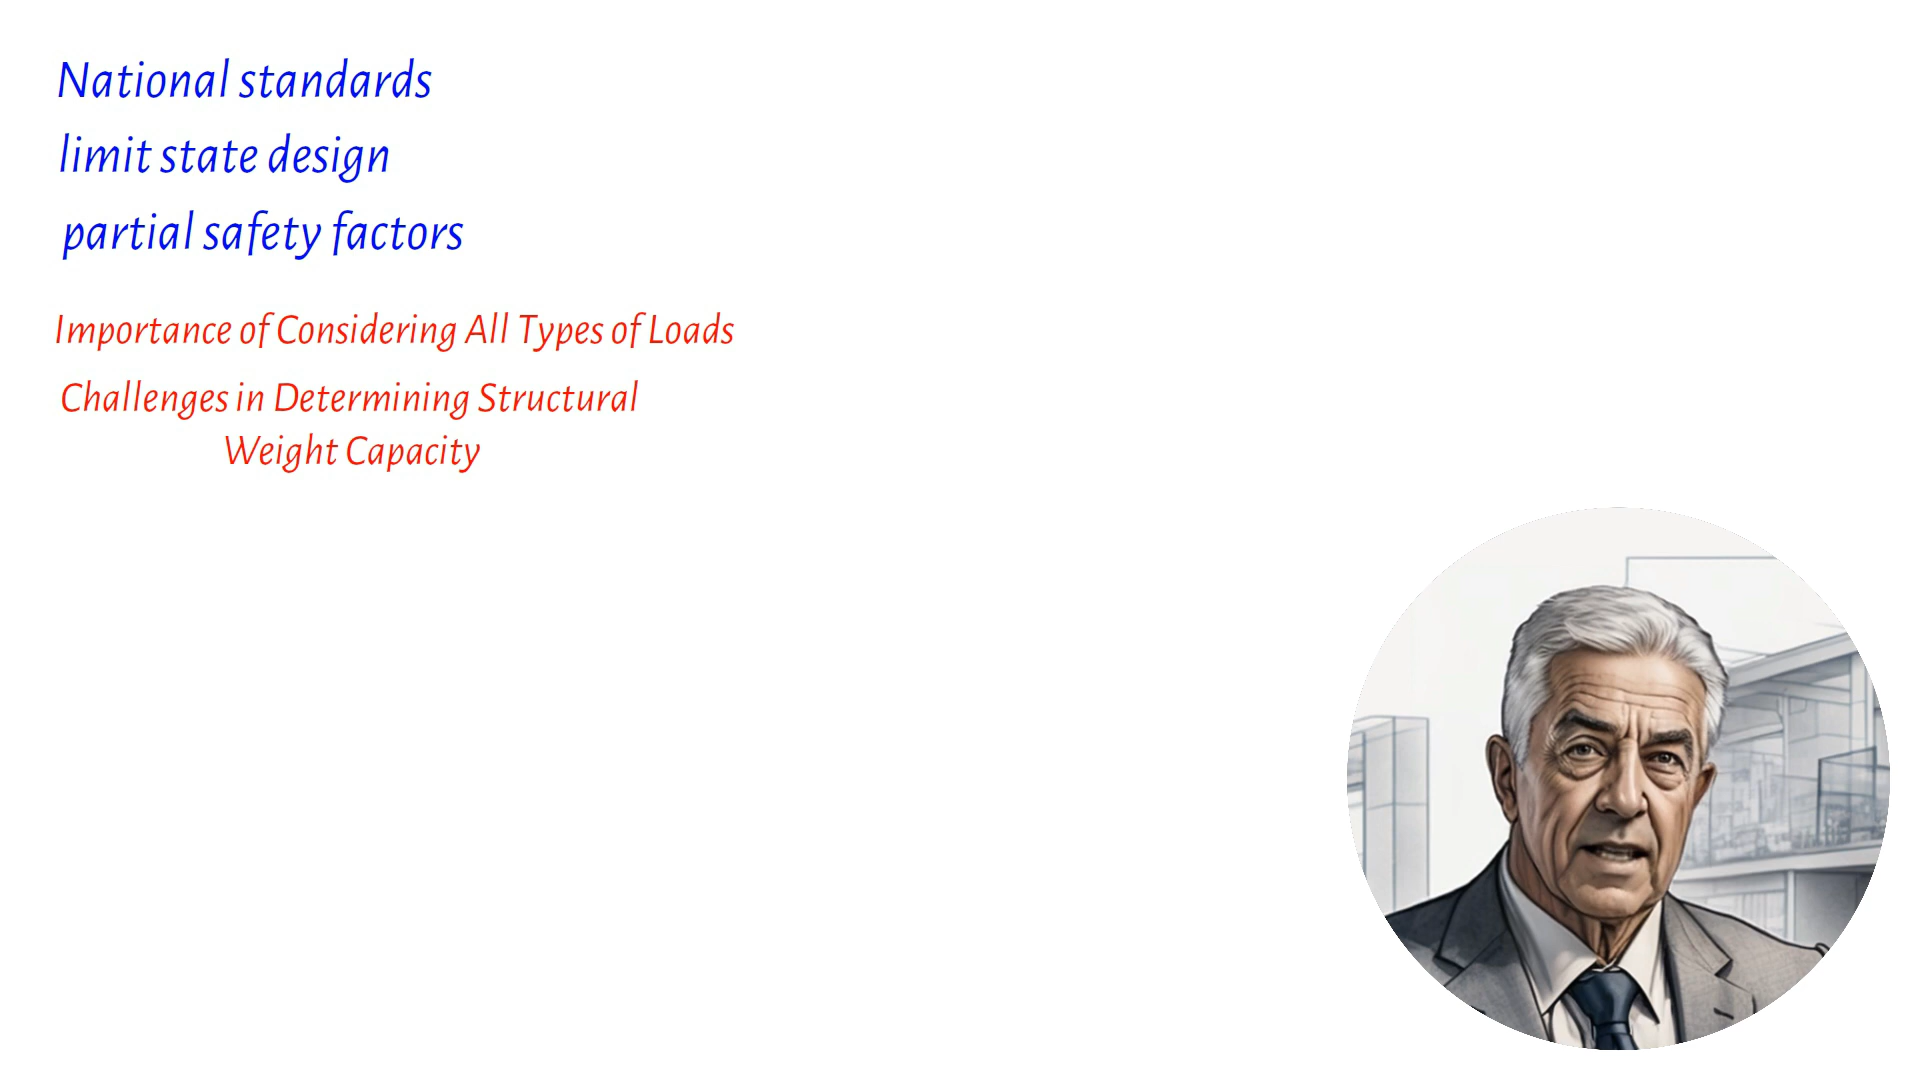 National standards
limit state design
partial safety factors
Importance of Considering All Types of Loads
Challenges in Determining Structural
Weight Capacity